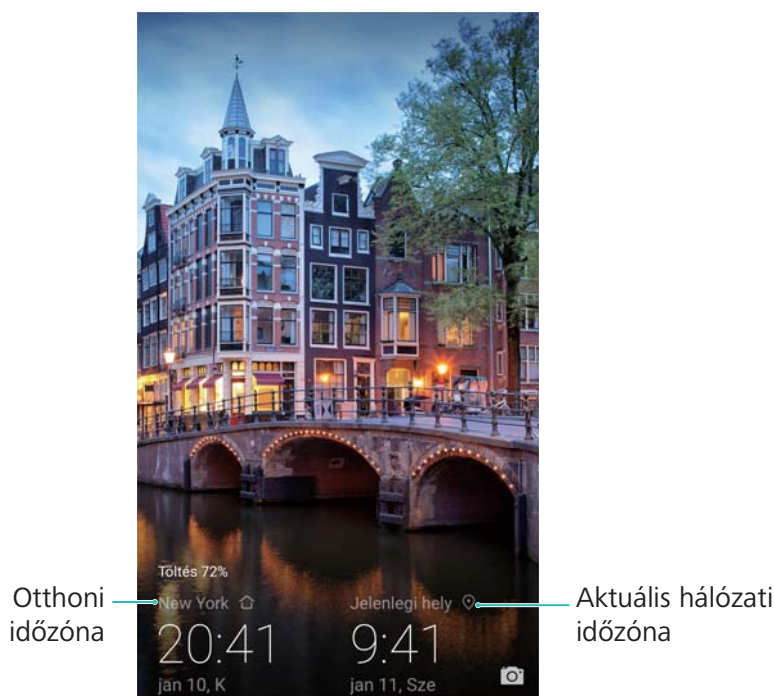 Töltés 72%
Otthoni időzóna
New York
Jelenlegi hely
Aktuális hálózati időzóna
20:41
9:41
jan 10, K
jan 11, Sze